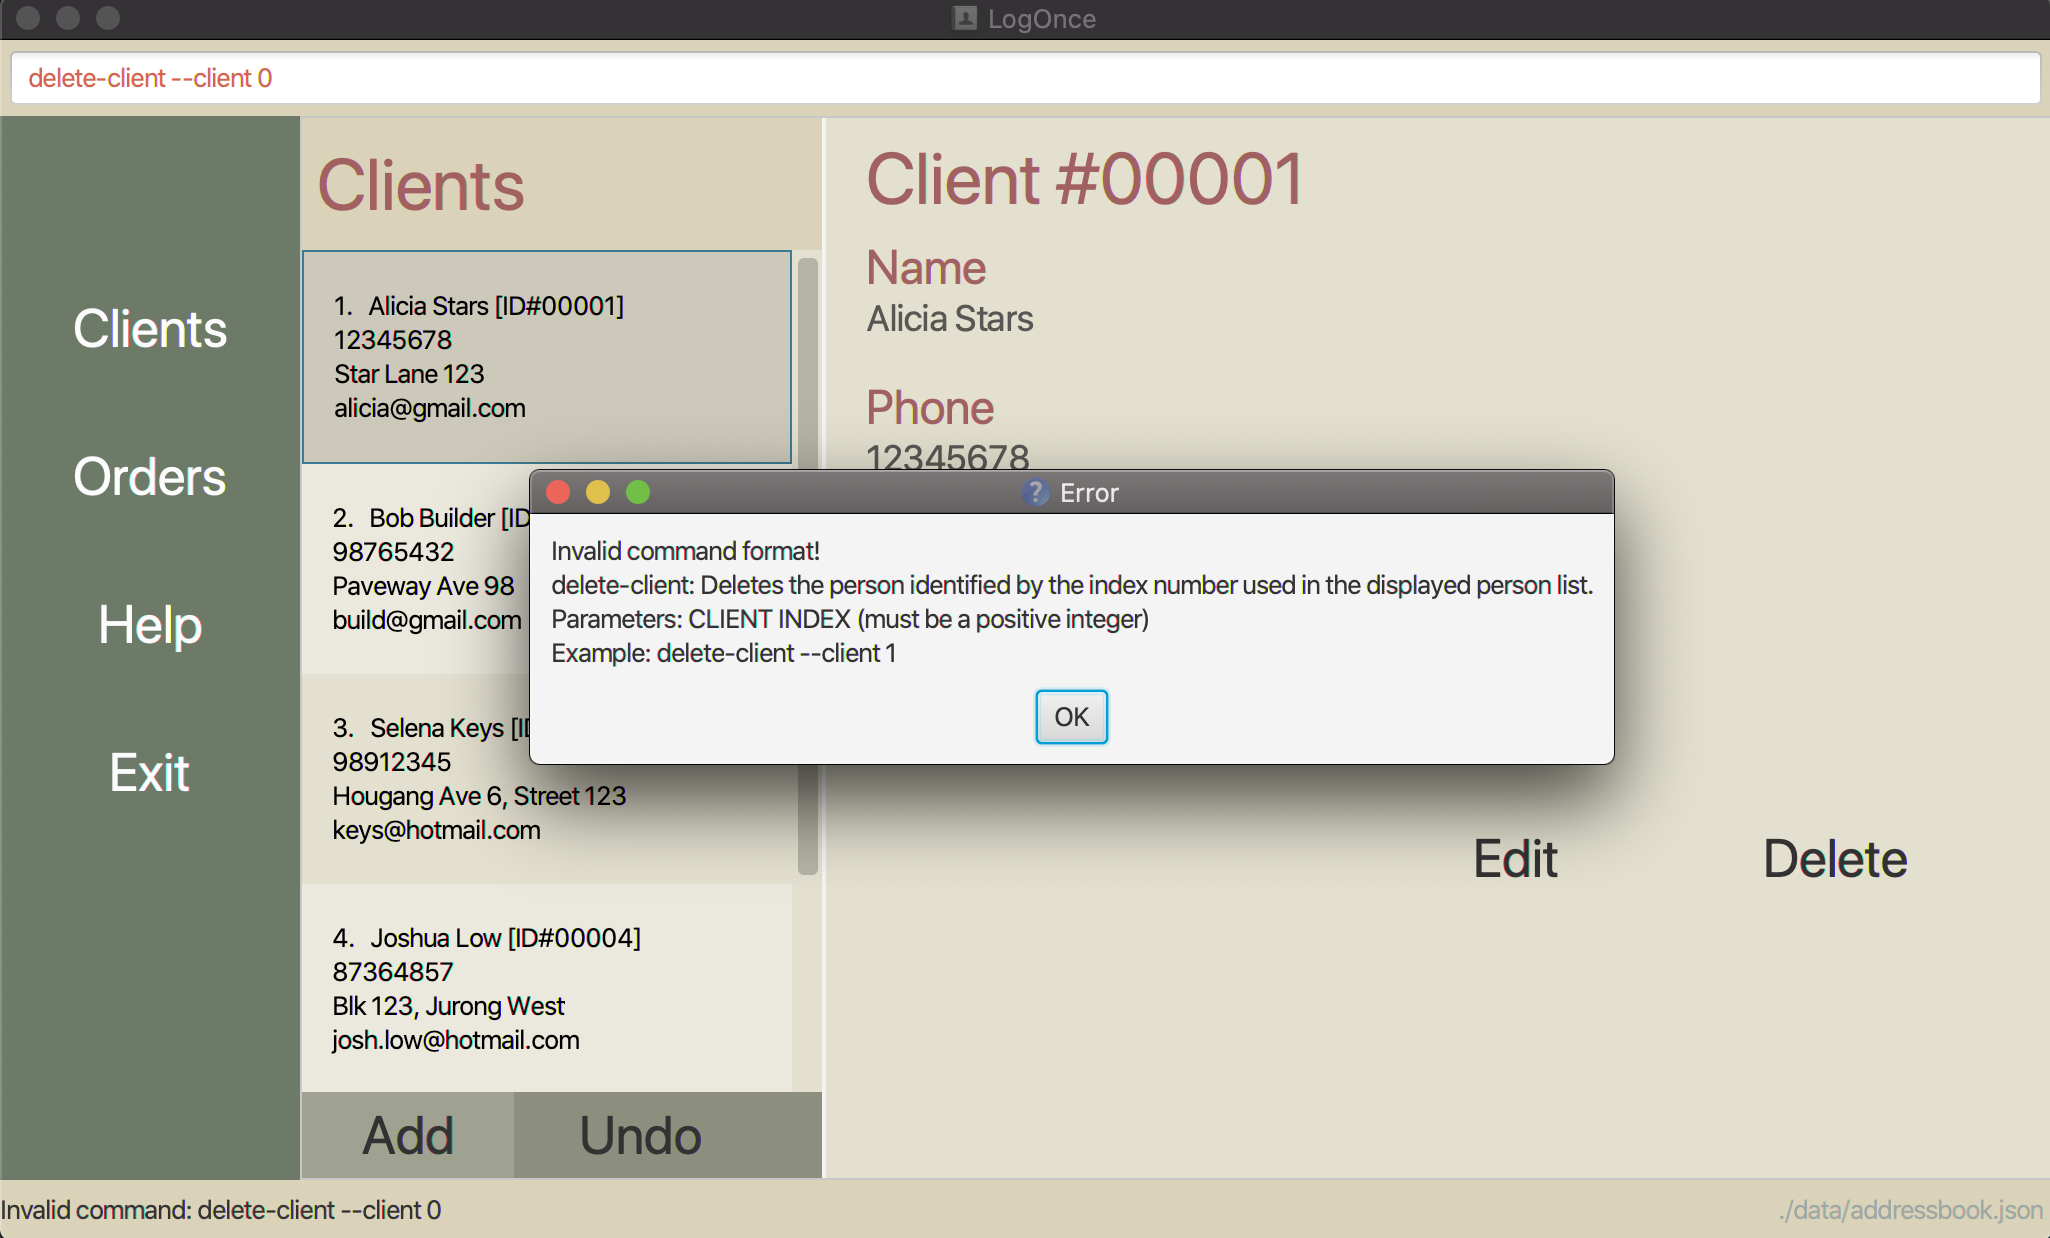 LogOnce
delete-client --client 0
Clients
Orders
Help
Exit
Clients
1. Alicia Stars [ID#00001]
12345678
Star Lane 123
alicia@gmail.com
2. Bob Builder
98765432
Paveway Ave 98
build@gmail.com
3. Selena Keys
98912345
Hougang Ave 6, Street 123
keys@hotmail.com
4. Joshua Low [ID#00004]
87364857
Blk 123, Jurong West
josh.low@hotmail.com
Add
Undo
Client #00001
Name
Alicia Stars
Phone
12345678
Error
Invalid command format!
delete-client: Deletes the person identified by the index number used in the displayed person list.
Parameters: CLIENT INDEX (must be a positive integer)
Example: delete-client --client 1
OK
Edit
Delete
Invalid command: delete-client --client 0
./data/addressbook.json